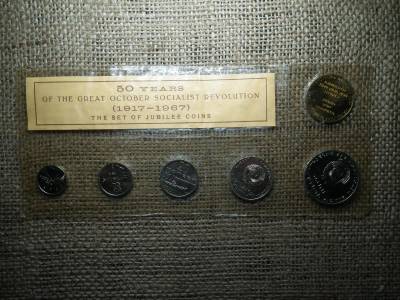 50 YEARS
OF THE GREAT OCTOBER SOCIALIST REVOLUTION
(1917-1967)
THE SET OF JUBILEE COINS